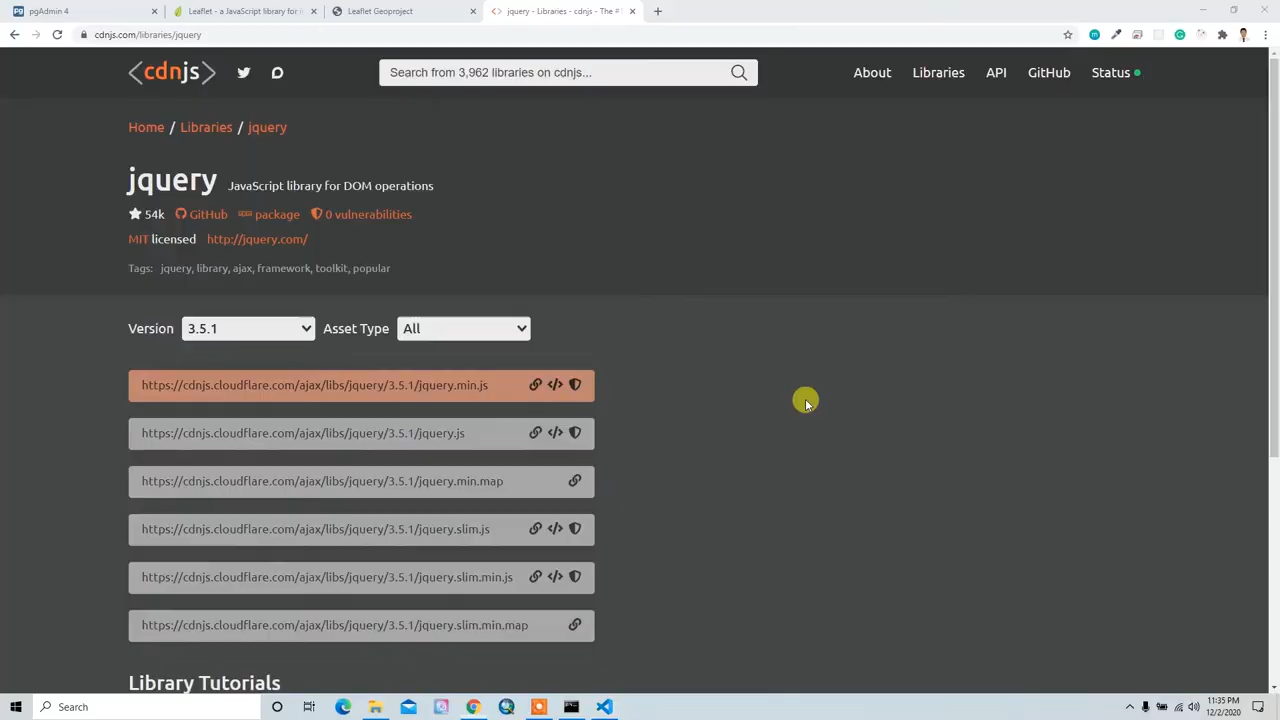 pgAdmin 4
Leaflet - a JavaScript library for i
Leaflet Geoproject
jquery - Libraries - cdnjs - The #
cdnjs.com/libraries/jquery
<cdnjs>
Search from 3,962 libraries on cdnjs...
About Libraries API GitHub Status
Home / Libraries / jquery
jquery JavaScript library for DOM operations
54k GitHub package 0 vulnerabilities
MIT licensed http://jquery.com/
Tags: jquery, library, ajax, framework, toolkit, popular
Version 3.5.1 Asset Type All
https://cdnjs.cloudflare.com/ajax/libs/jquery/3.5.1/jquery.min.js
https://cdnjs.cloudflare.com/ajax/libs/jquery/3.5.1/jquery.js
https://cdnjs.cloudflare.com/ajax/libs/jquery/3.5.1/jquery.min.map
https://cdnjs.cloudflare.com/ajax/libs/jquery/3.5.1/jquery.slim.js
https://cdnjs.cloudflare.com/ajax/libs/jquery/3.5.1/jquery.slim.min.js
https://cdnjs.cloudflare.com/ajax/libs/jquery/3.5.1/jquery.slim.min.map
Library Tutorials
Search
11:35 PM
12/2/2020